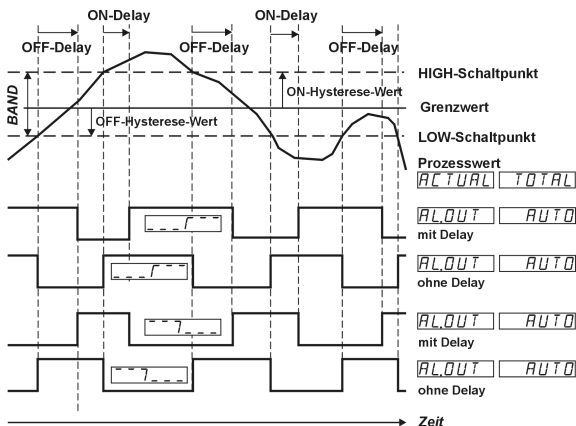 ON-Delay
ON-Delay
OFF-Delay
OFF-Delay
OFF-Delay
HIGH-Schaltpunkt
BAND
ON-Hysterese-Wert
Grenzwert
OFF-Hysterese-Wert
LOW-Schaltpunkt
Prozesswert
ACTUAL TOTAL
AL.OUT AUTO
mit Delay
AL.OUT AUTO
ohne Delay
AL.OUT AUTO
mit Delay
AL.OUT AUTO
ohne Delay
Zeit